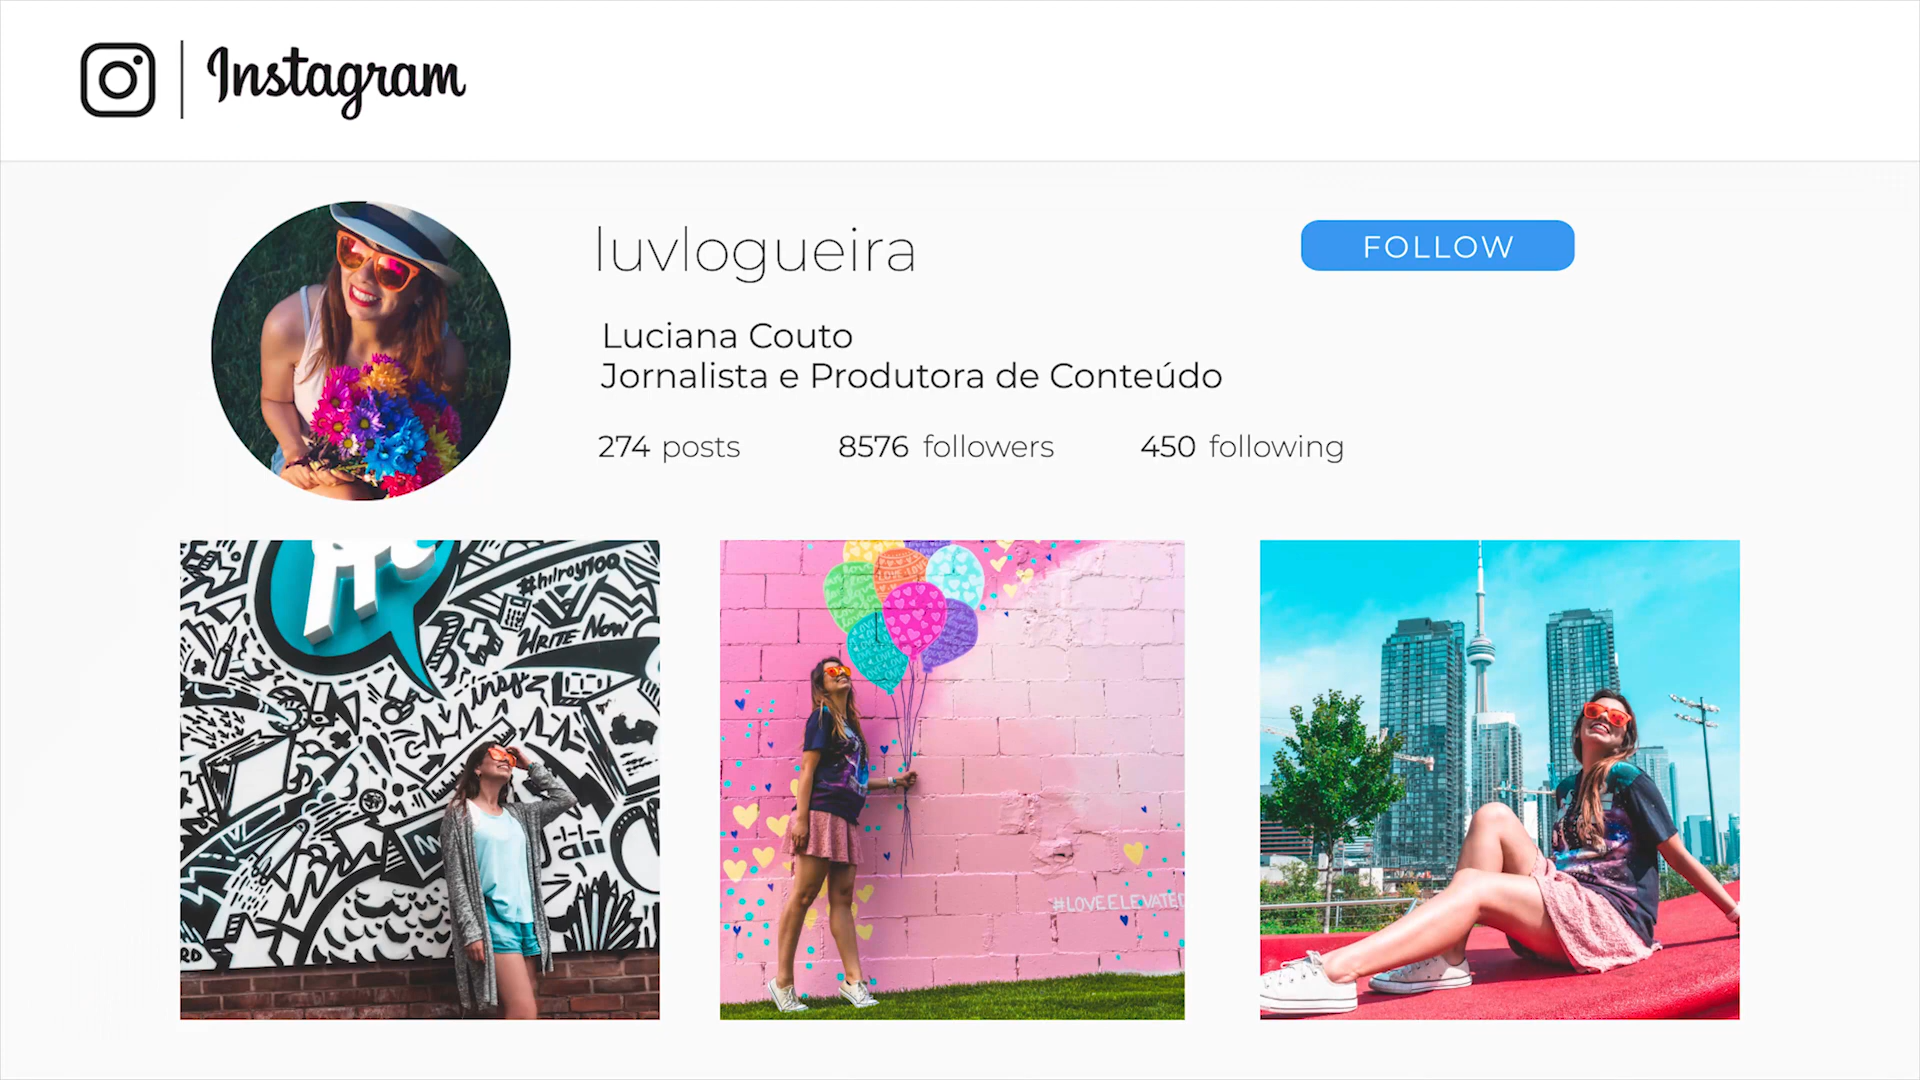 Instagram
luvlogueira
FOLLOW
Luciana Couto
Jornalista e Produtora de Conteúdo
274 posts
8576 followers
450 following
#hilroy100
WRITE NOW
LOVE
#LOVEELEVATED